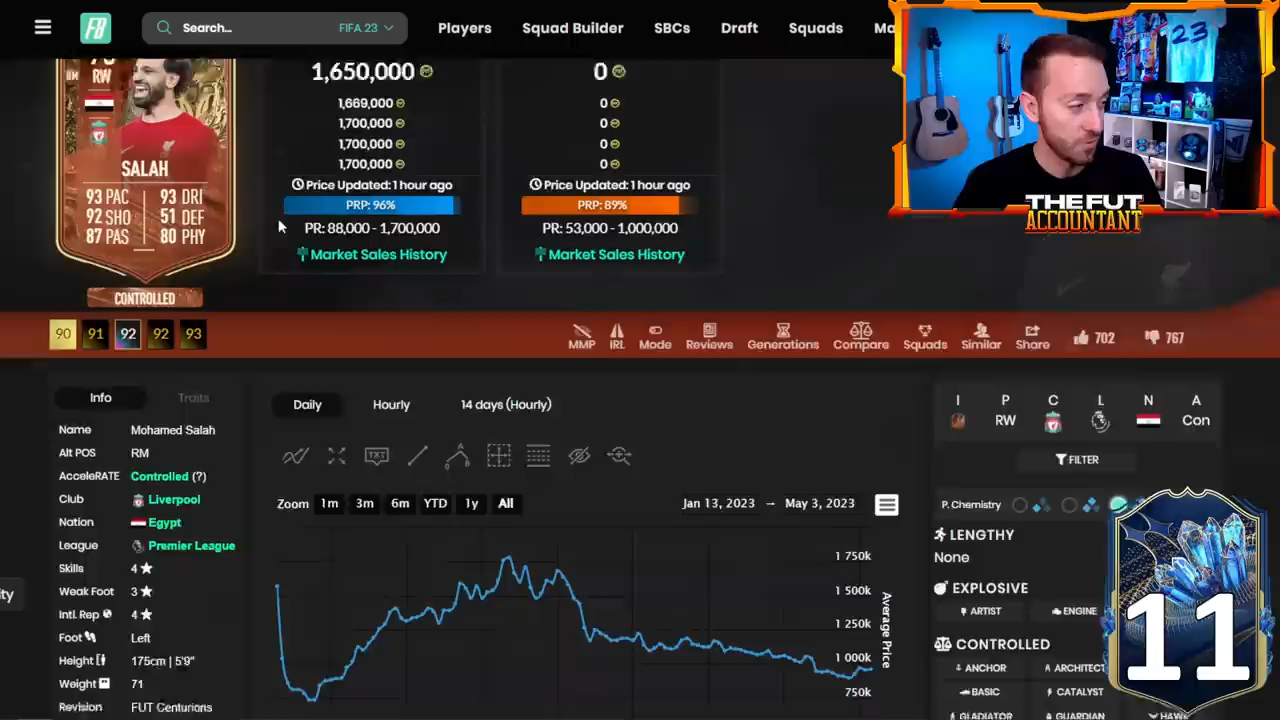 FB
Search...
FIFA 23
Players
Squad Builder
SBCs
Draft
Squads
Ma
RW
SALAH
93 PAC
93 DRI
92 SHO
51 DEF
87 PAS
80 PHY
CONTROLLED
1,650,000
1,669,000
1,700,000
1,700,000
1,700,000
Price Updated: 1 hour ago
PRP: 96%
PR: 88,000 - 1,700,000
Market Sales History
0
0
0
0
0
Price Updated: 1 hour ago
PRP: 89%
PR: 53,000 - 1,000,000
Market Sales History
23
THE FUT
ACCOUNTANT
90
91
92
92
93
MMP
IRL
Mode
Reviews
Generations
Compare
Squads
Similar
Share
702
767
Info
Traits
Name
Mohamed Salah
Alt POS
RM
AcceleRATE
Controlled (?)
Club
Liverpool
Nation
Egypt
League
Premier League
Skills
4
Weak Foot
3
Intl. Rep
4
Foot
Left
Height
175cm | 5'9"
Weight
71
Revision
FUT Centurions
ty
Daily
Hourly
14 days (Hourly)
TXT
Zoom
1m
3m
6m
YTD
1y
All
Jan 13, 2023 → May 3, 2023
1 750k
1 500k
1 250k
1 000k
750k
Average Price
I
P
C
L
N
A
RW
Con
FILTER
P. Chemistry
LENGTHY
None
EXPLOSIVE
ARTIST
ENGINE
CONTROLLED
ANCHOR
ARCHITECT
BASIC
CATALYST
GLADIATOR
GUARDIAN
HAWK
11